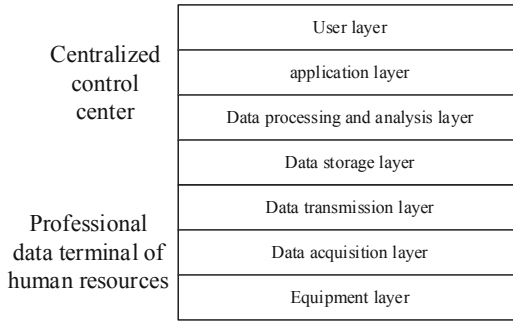 Centralized
control
center
User layer
application layer
Data processing and analysis layer
Data storage layer
Professional
data terminal of
human resources
Data transmission layer
Data acquisition layer
Equipment layer